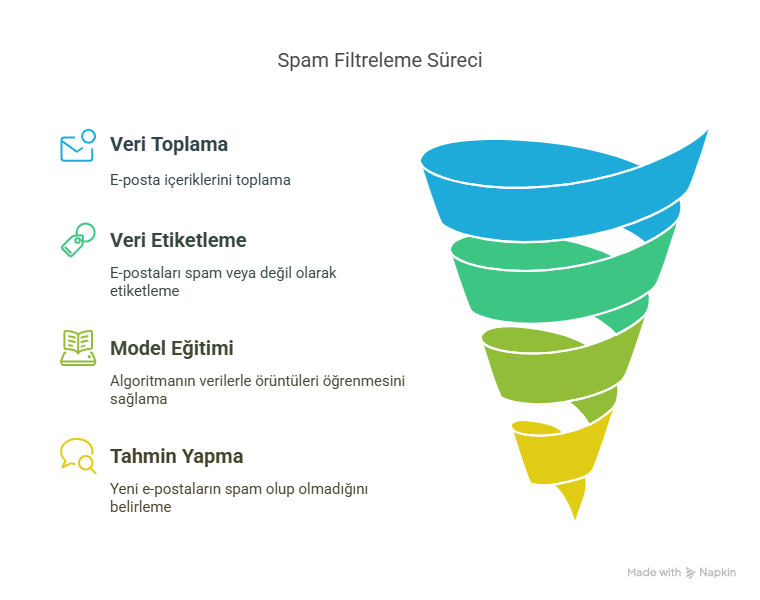 Spam Filtreleme Süreci
Veri Toplama
E-posta içeriklerini toplama
Veri Etiketleme
E-postaları spam veya değil olarak
etiketleme
Model Eğitimi
Algoritmanın verilerle örüntüleri öğrenmesini
sağlama
Tahmin Yapma
Yeni e-postaların spam olup olmadığını
belirleme
Made with Napkin